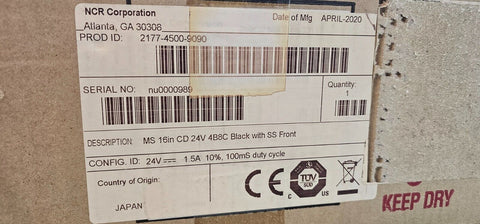 NCR Corporation
Atlanta, GA 30308
Date of Mfg APRIL-2020
PROD ID: 2177-4500-9090
SERIAL NO: nu0000989
Quantity:
1
DESCRIPTION: MS 16in CD 24V 4B8C Black with SS Front
CONFIG. ID: 24V⎓ 1.5A 10%, 100mS duty cycle
Country of Origin:
JAPAN
CE
TÜV
SÜD
C US
KEEP DRY